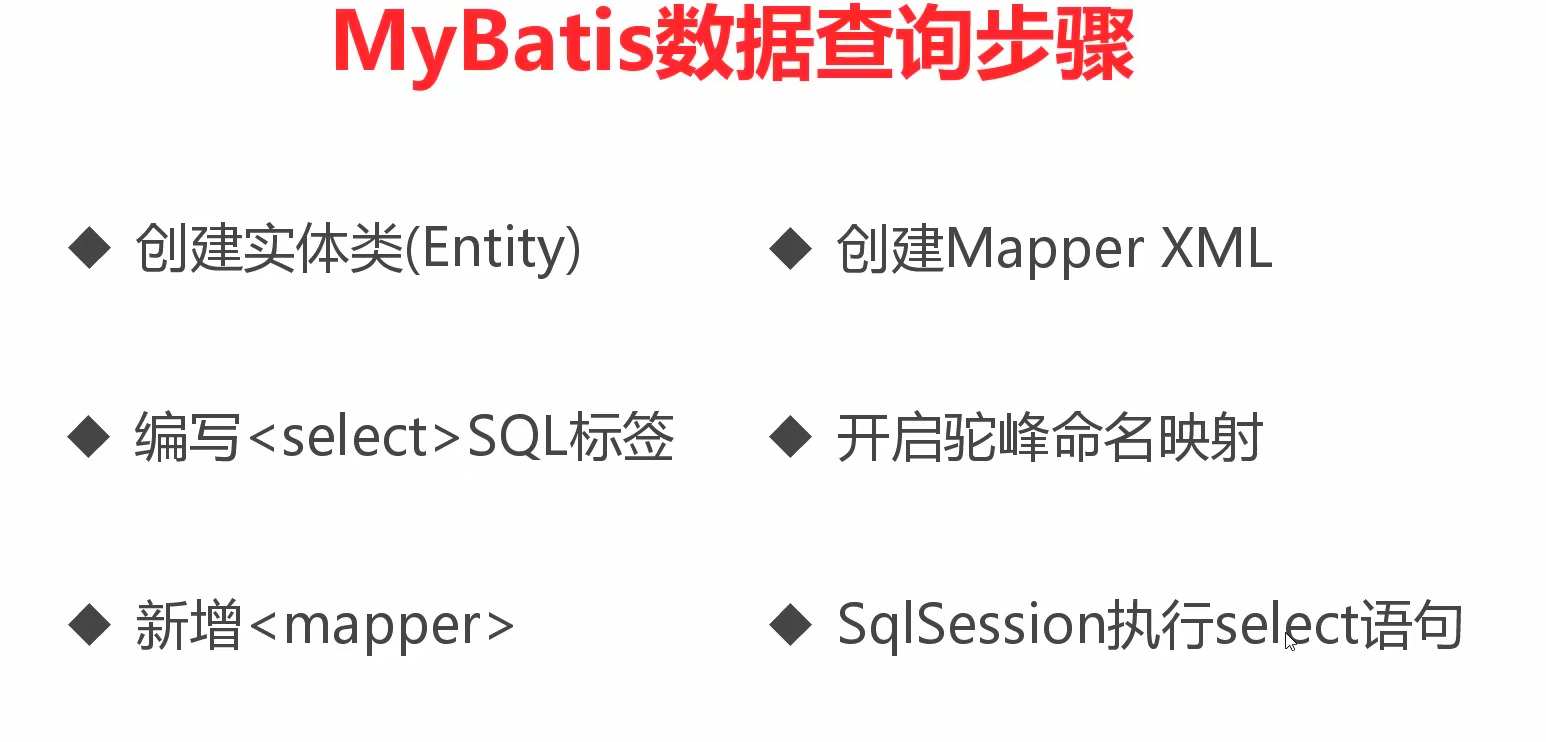 MyBatis数据查询步骤
◆ 创建实体类(Entity)
◆ 创建Mapper XML
◆ 编写<select>SQL标签
◆ 开启驼峰命名映射
◆ 新增<mapper>
◆ SqlSession执行select语句